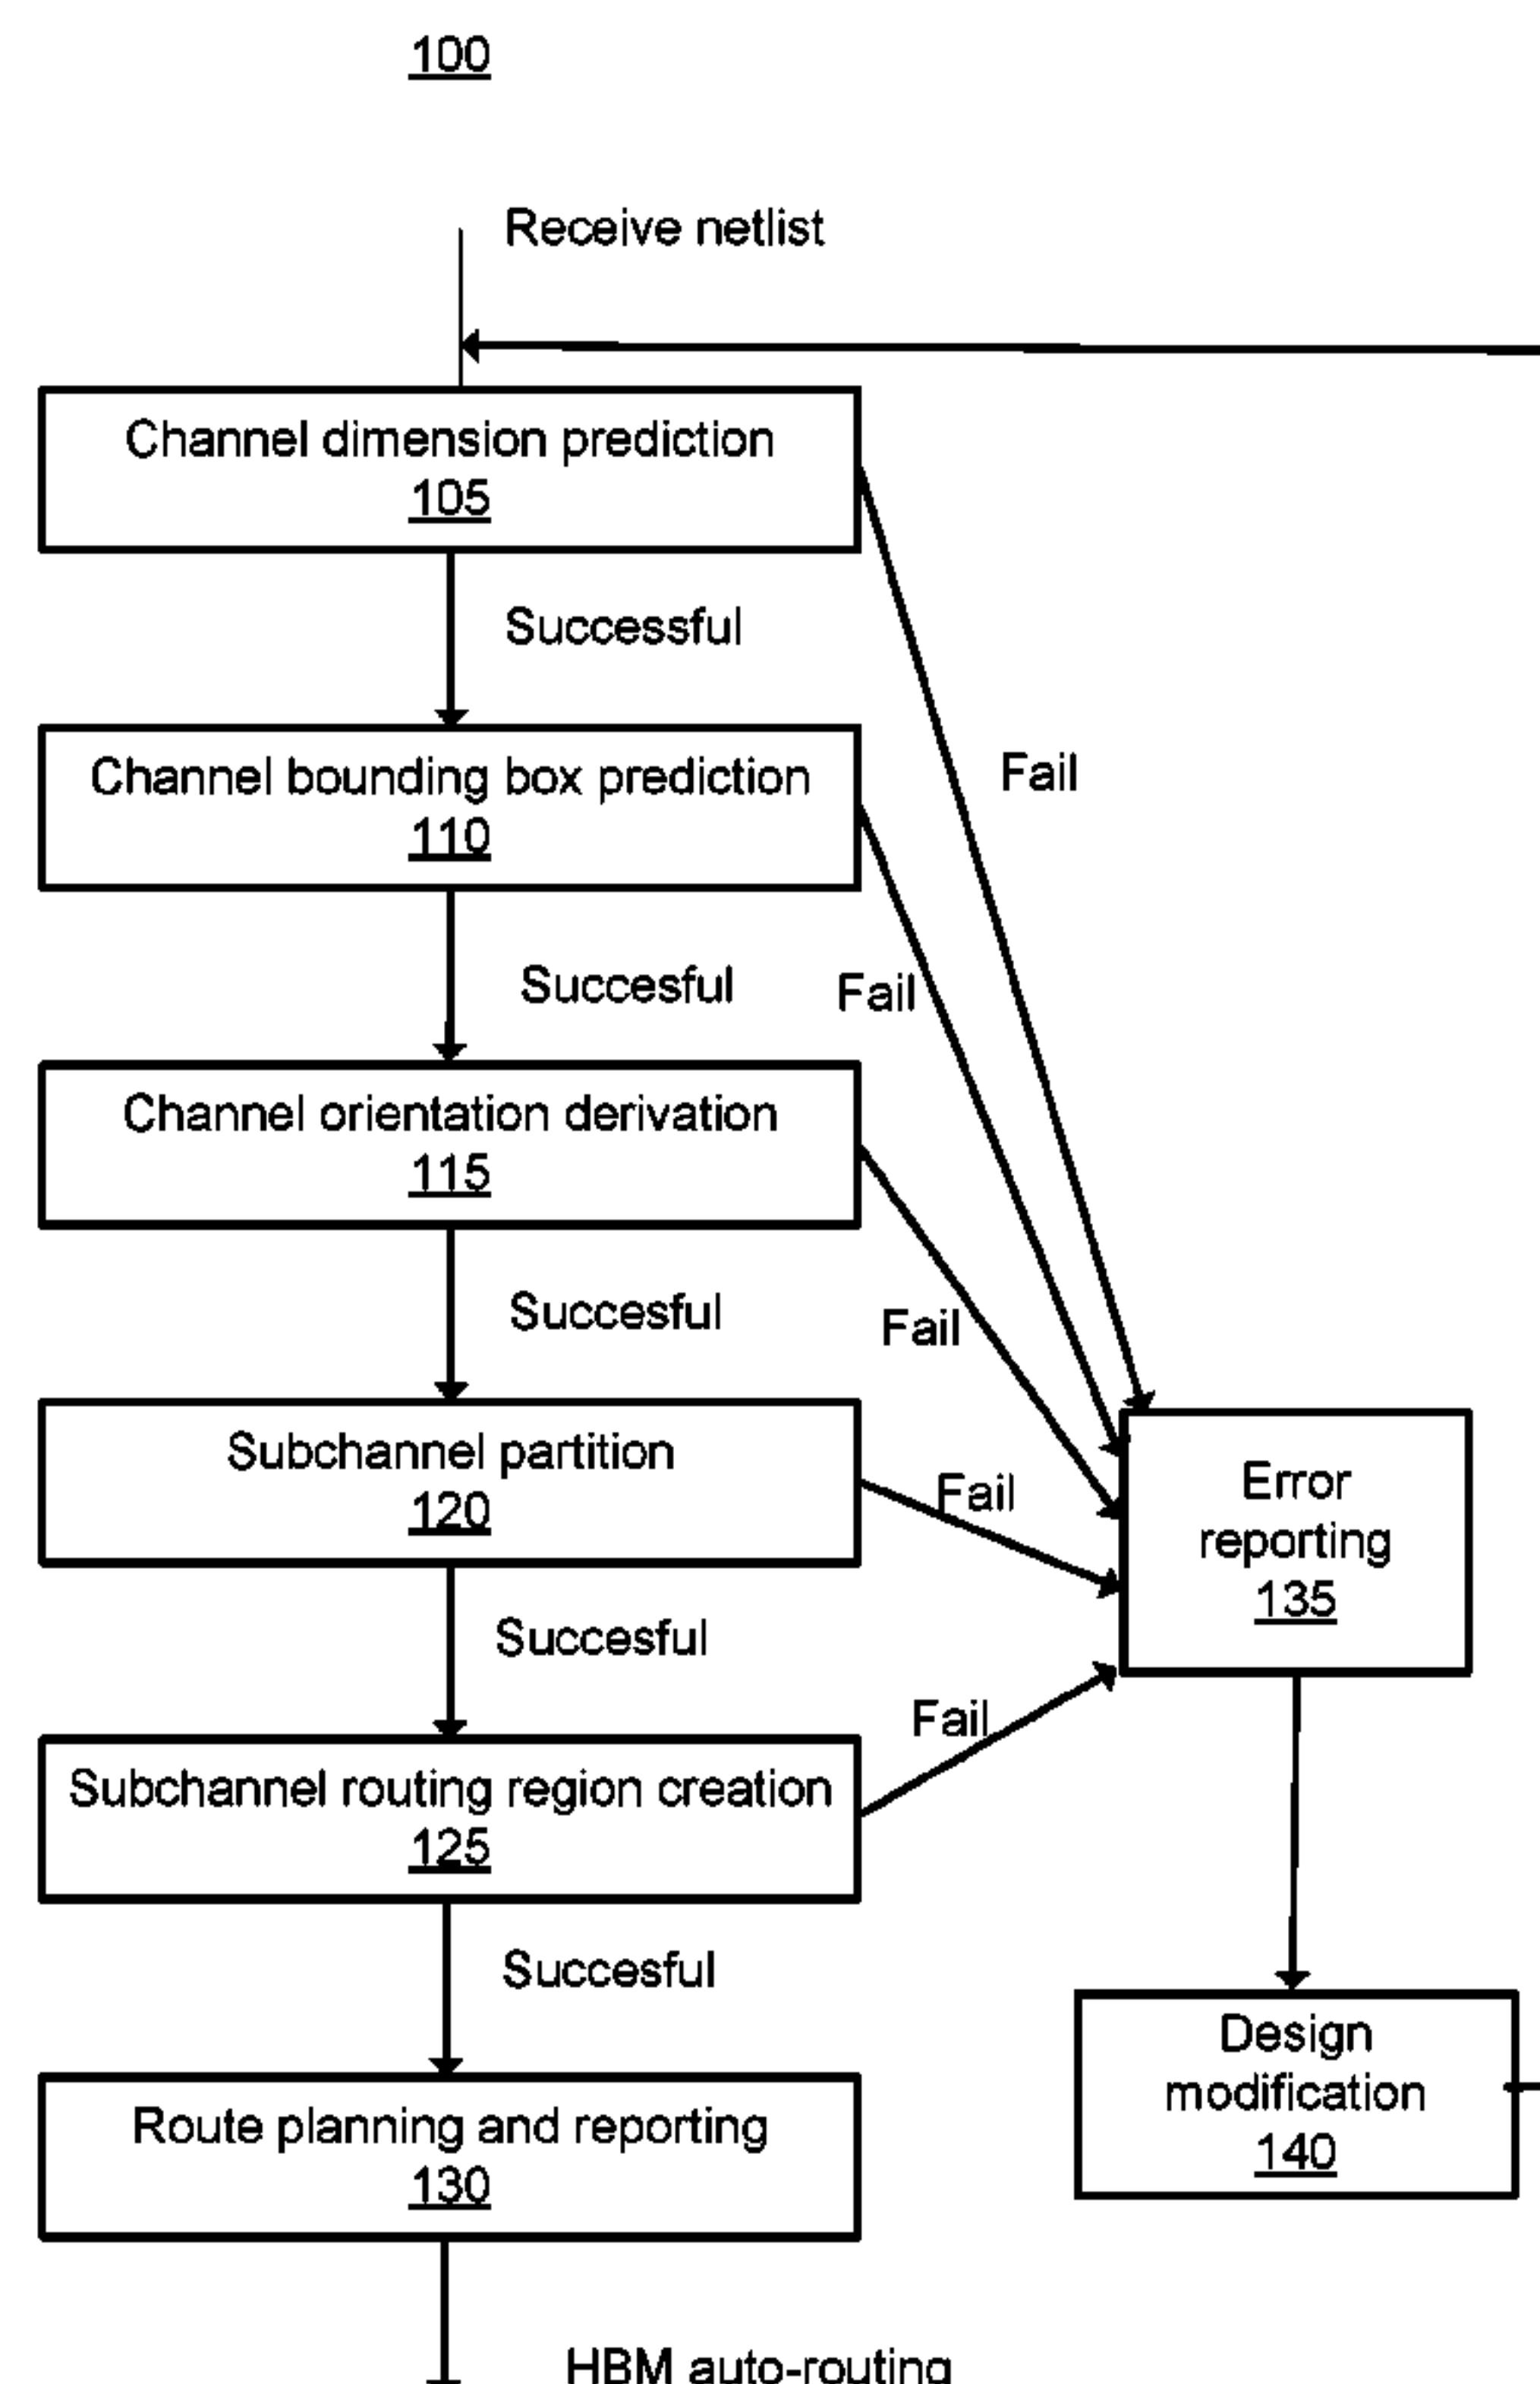 100
Receive netlist
Channel dimension prediction
105
Successful
Fail
Channel bounding box prediction
110
Succesful
Fail
Channel orientation derivation
115
Succesful
Fail
Subchannel partition
120
Fail
Error
reporting
135
Succesful
Fail
Subchannel routing region creation
125
Succesful
Design
modification
140
Route planning and reporting
130
HBM auto-routing